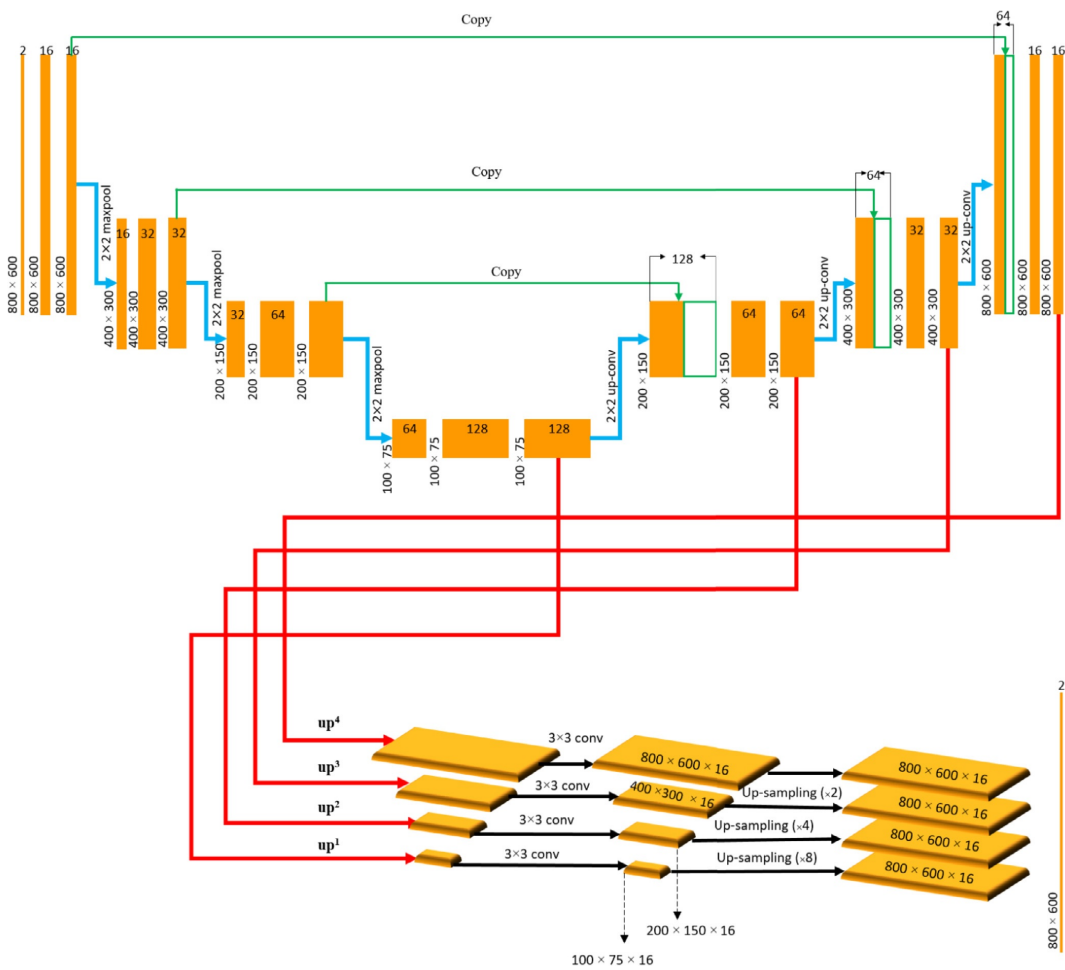 Copy
64
2
16
16
16
16
800 × 600
800 × 600
800 × 600
2×2 maxpool
Copy
64
2×2 up-conv
800 × 600
800 × 600
800 × 600
16
32
32
400 × 300
400 × 300
400 × 300
2×2 maxpool
Copy
128
2×2 up-conv
32
32
400 × 300
400 × 300
400 × 300
32
64
200 × 150
200 × 150
200 × 150
2×2 maxpool
2×2 up-conv
64
64
200 × 150
200 × 150
200 × 150
64
128
128
100 × 75
100 × 75
100 × 75
2
up⁴
3×3 conv
800 × 600 × 16
800 × 600 × 16
up³
3×3 conv
400 ×300 × 16
Up-sampling (×2)
800 × 600 × 16
up²
3×3 conv
Up-sampling (×4)
800 × 600 × 16
up¹
3×3 conv
Up-sampling (×8)
800 × 600 × 16
200 × 150 × 16
100 × 75 × 16
800 × 600